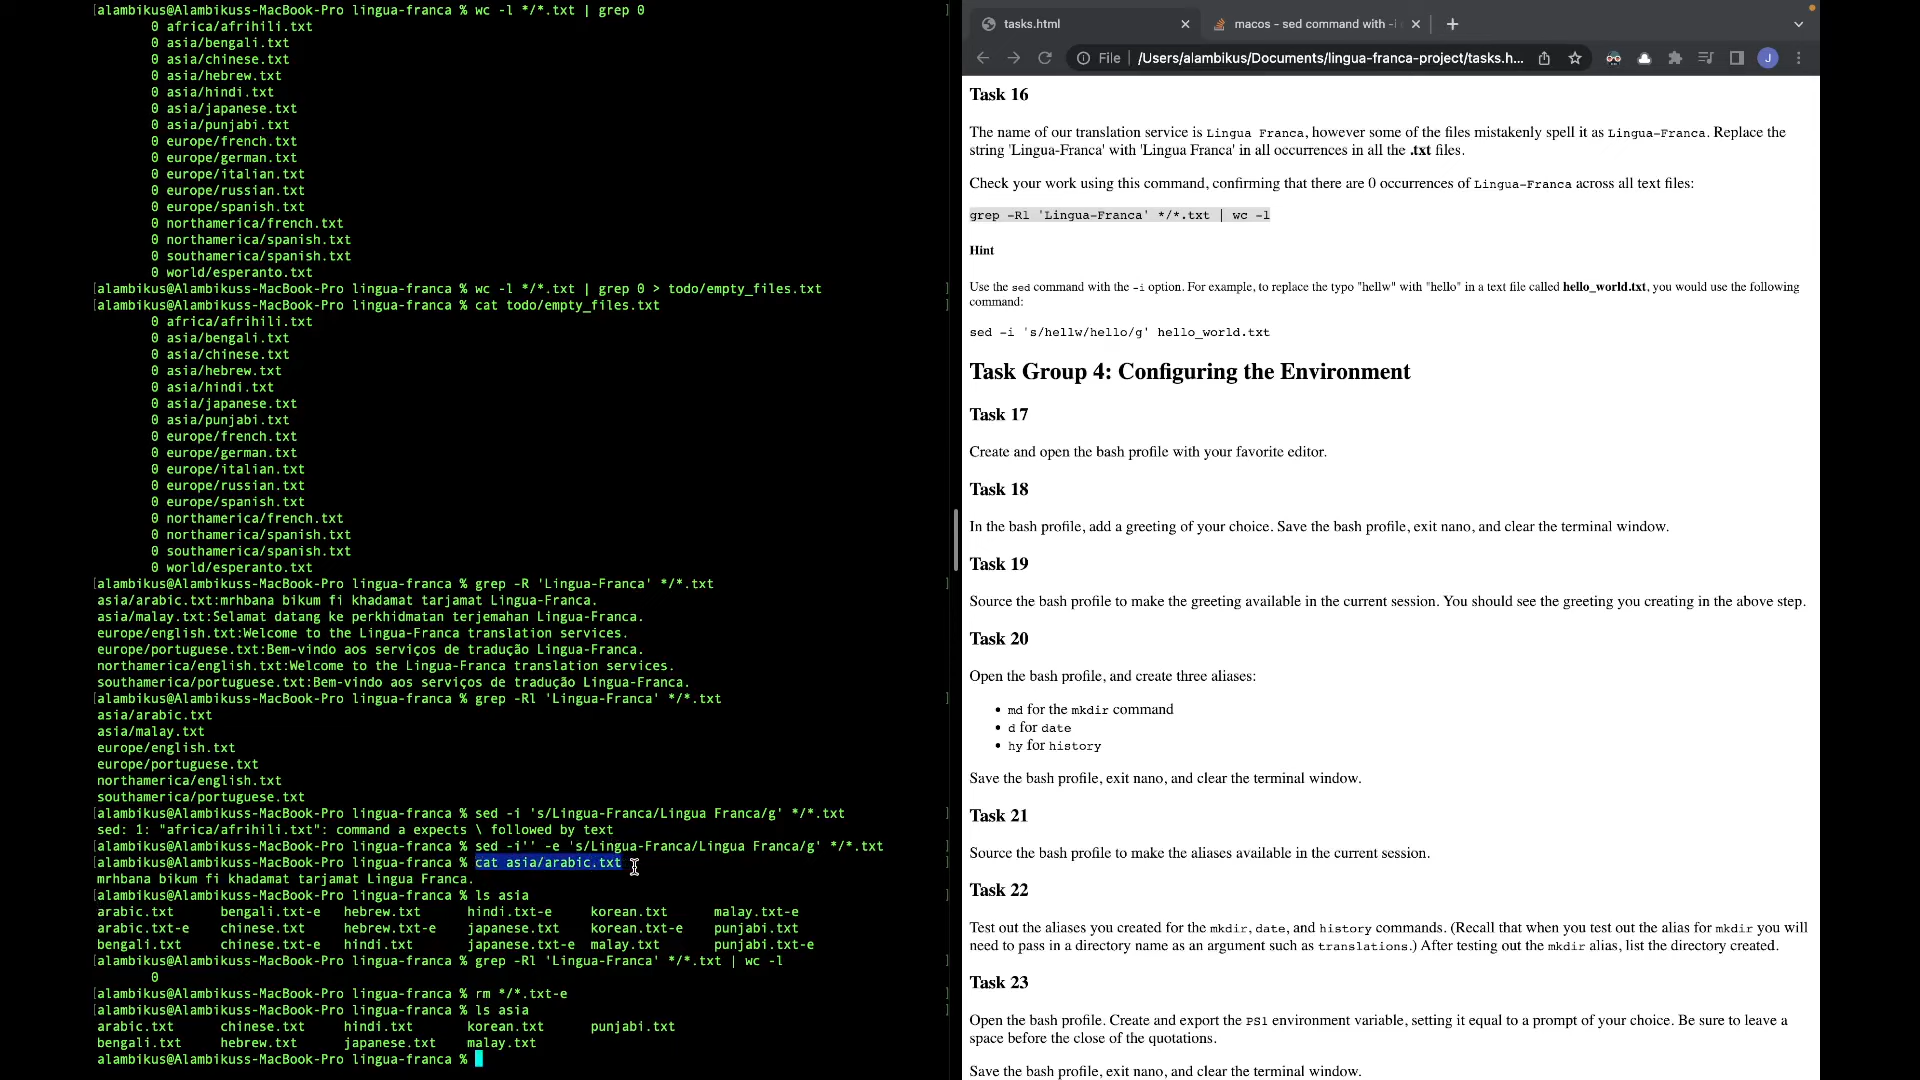 alambikus@Alambikuss-MacBook-Pro lingua-franca % wc -l */*.txt | grep 0
0 africa/afrihili.txt
0 asia/bengali.txt
0 asia/chinese.txt
0 asia/hebrew.txt
0 asia/hindi.txt
0 asia/japanese.txt
0 asia/punjabi.txt
0 europe/french.txt
0 europe/german.txt
0 europe/italian.txt
0 europe/russian.txt
0 europe/spanish.txt
0 northamerica/french.txt
0 northamerica/spanish.txt
0 southamerica/spanish.txt
0 world/esperanto.txt
[alambikus@Alambikuss-MacBook-Pro lingua-franca % wc -l */*.txt | grep 0 > todo/empty_files.txt ]
[alambikus@Alambikuss-MacBook-Pro lingua-franca % cat todo/empty_files.txt ]
0 africa/afrihili.txt
0 asia/bengali.txt
0 asia/chinese.txt
0 asia/hebrew.txt
0 asia/hindi.txt
0 asia/japanese.txt
0 asia/punjabi.txt
0 europe/french.txt
0 europe/german.txt
0 europe/italian.txt
0 europe/russian.txt
0 europe/spanish.txt
0 northamerica/french.txt
0 northamerica/spanish.txt
0 southamerica/spanish.txt
0 world/esperanto.txt
[alambikus@Alambikuss-MacBook-Pro lingua-franca % grep -R 'Lingua-Franca' */*.txt ]
asia/arabic.txt:mrhbana bikum fi khadamat tarjamat Lingua-Franca.
asia/malay.txt:Selamat datang ke perkhidmatan terjemahan Lingua-Franca.
europe/english.txt:Welcome to the Lingua-Franca translation services.
europe/portuguese.txt:Bem-vindo aos serviços de tradução Lingua-Franca.
northamerica/english.txt:Welcome to the Lingua-Franca translation services.
southamerica/portuguese.txt:Bem-vindo aos serviços de tradução Lingua-Franca.
[alambikus@Alambikuss-MacBook-Pro lingua-franca % grep -Rl 'Lingua-Franca' */*.txt ]
asia/arabic.txt
asia/malay.txt
europe/english.txt
europe/portuguese.txt
northamerica/english.txt
southamerica/portuguese.txt
[alambikus@Alambikuss-MacBook-Pro lingua-franca % sed -i 's/Lingua-Franca/Lingua Franca/g' */*.txt ]
sed: 1: "africa/afrihili.txt": command a expects \ followed by text
[alambikus@Alambikuss-MacBook-Pro lingua-franca % sed -i'' -e 's/Lingua-Franca/Lingua Franca/g' */*.txt ]
[alambikus@Alambikuss-MacBook-Pro lingua-franca % cat asia/arabic.txt ]
mrhbana bikum fi khadamat tarjamat Lingua Franca.
[alambikus@Alambikuss-MacBook-Pro lingua-franca % ls asia ]
arabic.txt bengali.txt-e hebrew.txt hindi.txt-e korean.txt malay.txt-e
arabic.txt-e chinese.txt hebrew.txt-e japanese.txt korean.txt-e punjabi.txt
bengali.txt chinese.txt-e hindi.txt japanese.txt-e malay.txt punjabi.txt-e
[alambikus@Alambikuss-MacBook-Pro lingua-franca % grep -Rl 'Lingua-Franca' */*.txt | wc -l ]
0
[alambikus@Alambikuss-MacBook-Pro lingua-franca % rm */*.txt-e ]
[alambikus@Alambikuss-MacBook-Pro lingua-franca % ls asia ]
arabic.txt chinese.txt hindi.txt korean.txt punjabi.txt
bengali.txt hebrew.txt japanese.txt malay.txt
alambikus@Alambikuss-MacBook-Pro lingua-franca %
tasks.html
macos - sed command with -i
File | /Users/alambikus/Documents/lingua-franca-project/tasks.h...
J
Task 16
The name of our translation service is Lingua Franca, however some of the files mistakenly spell it as Lingua-Franca. Replace the
string 'Lingua-Franca' with 'Lingua Franca' in all occurrences in all the .txt files.
Check your work using this command, confirming that there are 0 occurrences of Lingua-Franca across all text files:
grep -Rl 'Lingua-Franca' */*.txt | wc -l
Hint
Use the sed command with the -i option. For example, to replace the typo "hellw" with "hello" in a text file called hello_world.txt, you would use the following
command:
sed -i 's/hellw/hello/g' hello_world.txt
Task Group 4: Configuring the Environment
Task 17
Create and open the bash profile with your favorite editor.
Task 18
In the bash profile, add a greeting of your choice. Save the bash profile, exit nano, and clear the terminal window.
Task 19
Source the bash profile to make the greeting available in the current session. You should see the greeting you creating in the above step.
Task 20
Open the bash profile, and create three aliases:
• md for the mkdir command
• d for date
• hy for history
Save the bash profile, exit nano, and clear the terminal window.
Task 21
Source the bash profile to make the aliases available in the current session.
Task 22
Test out the aliases you created for the mkdir, date, and history commands. (Recall that when you test out the alias for mkdir you will
need to pass in a directory name as an argument such as translations.) After testing out the mkdir alias, list the directory created.
Task 23
Open the bash profile. Create and export the PS1 environment variable, setting it equal to a prompt of your choice. Be sure to leave a
space before the close of the quotations.
Save the bash profile, exit nano, and clear the terminal window.